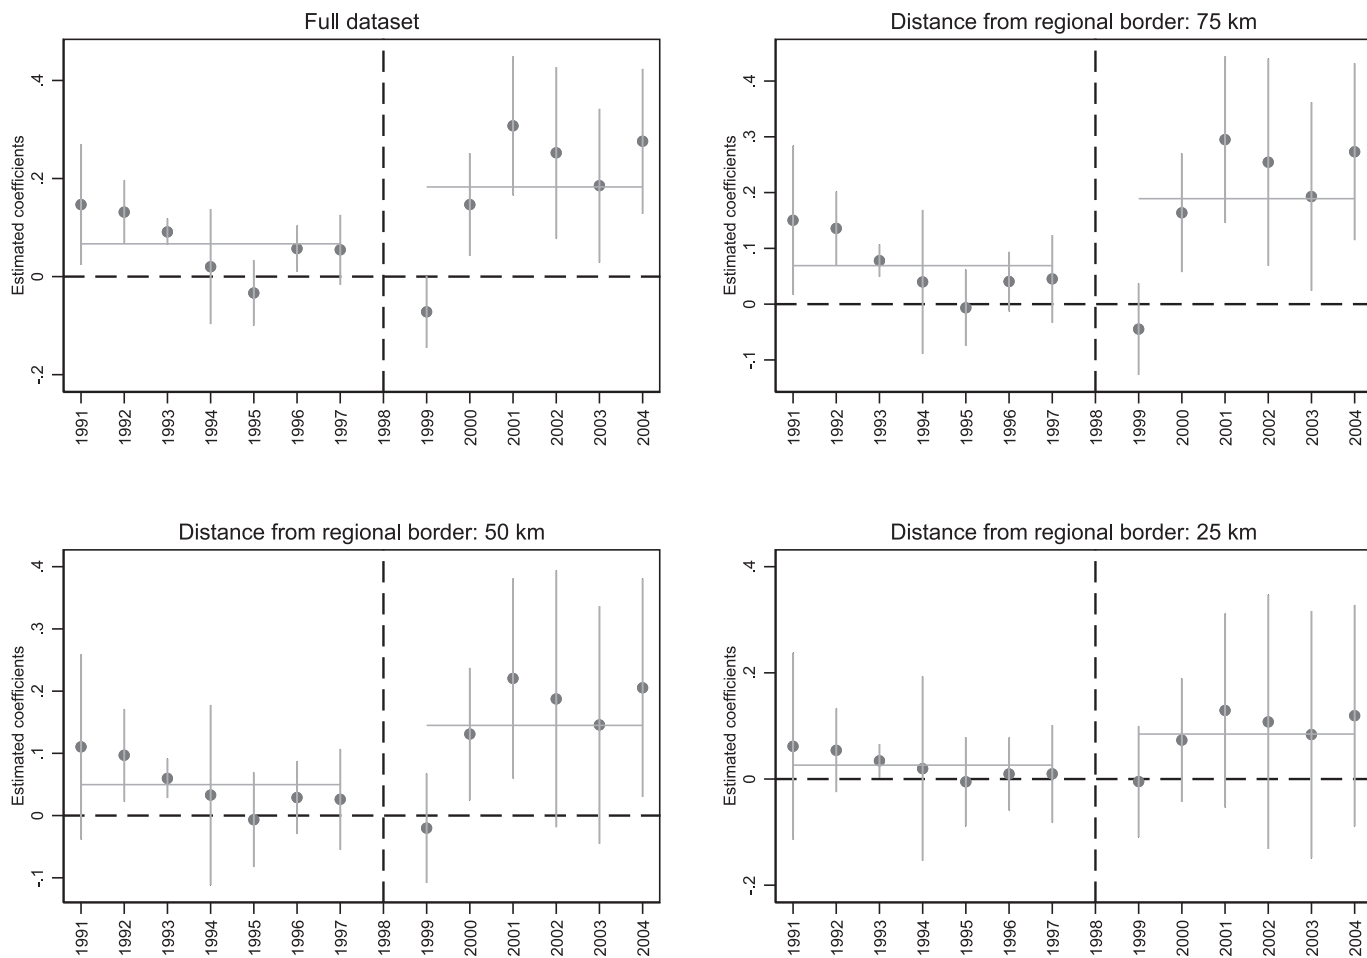 Full dataset
Estimated coefficients
.4
.2
0
-.2
1991 1992 1993 1994 1995 1996 1997 1998 1999 2000 2001 2002 2003 2004
Distance from regional border: 75 km
Estimated coefficients
.4
.3
.2
.1
0
-.1
1991 1992 1993 1994 1995 1996 1997 1998 1999 2000 2001 2002 2003 2004
Distance from regional border: 50 km
Estimated coefficients
.4
.3
.2
.1
0
-.1
1991 1992 1993 1994 1995 1996 1997 1998 1999 2000 2001 2002 2003 2004
Distance from regional border: 25 km
Estimated coefficients
.4
.2
0
-.2
1991 1992 1993 1994 1995 1996 1997 1998 1999 2000 2001 2002 2003 2004